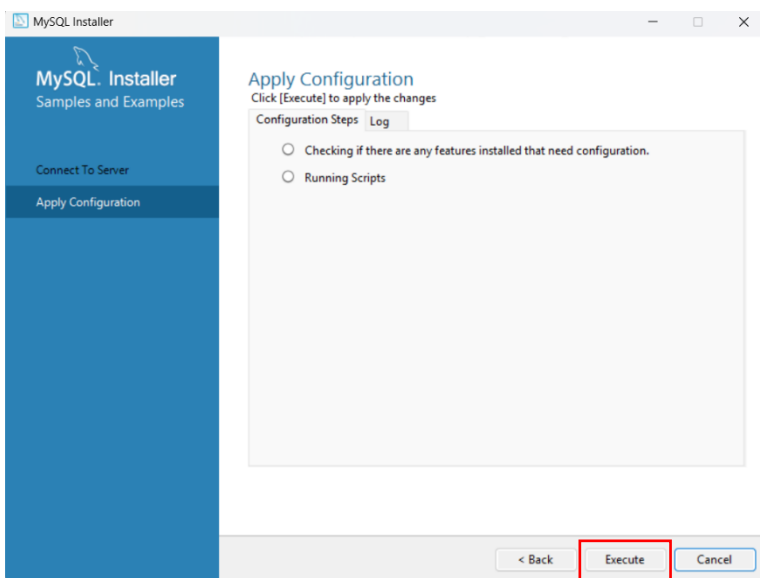 MySQL Installer
MySQL. Installer
Samples and Examples
Connect To Server
Apply Configuration
Apply Configuration
Click [Execute] to apply the changes
Configuration Steps
Log
Checking if there are any features installed that need configuration.
Running Scripts
< Back
Execute
Cancel